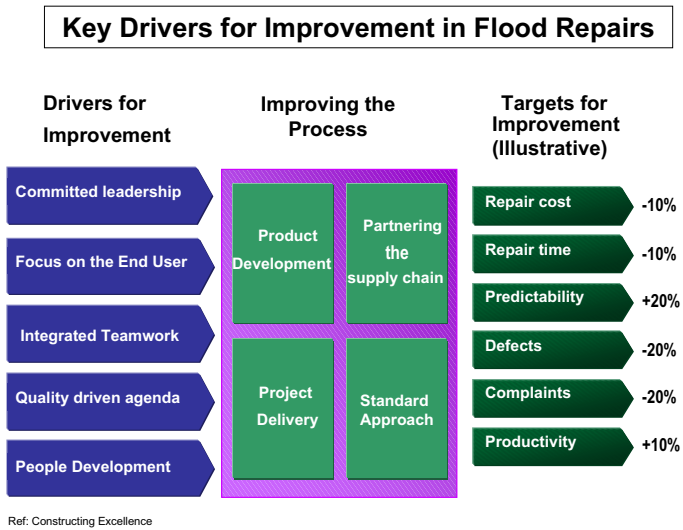 Key Drivers for Improvement in Flood Repairs
Drivers for
Improvement
Committed leadership
Focus on the End User
Integrated Teamwork
Quality driven agenda
People Development
Improving the
Process
Product
Development
Partnering
the
supply chain
Project
Delivery
Standard
Approach
Targets for
Improvement
(Illustrative)
Repair cost -10%
Repair time -10%
Predictability +20%
Defects -20%
Complaints -20%
Productivity +10%
Ref: Constructing Excellence